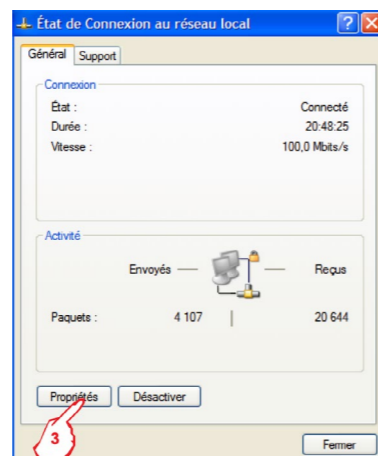 État de Connexion au réseau local
Général Support
Connexion
État : Connecté
Durée : 20:48:25
Vitesse : 100,0 Mbits/s
Activité
Envoyés Reçus
Paquets : 4 107 20 644
Propriétés Désactiver
3
Fermer